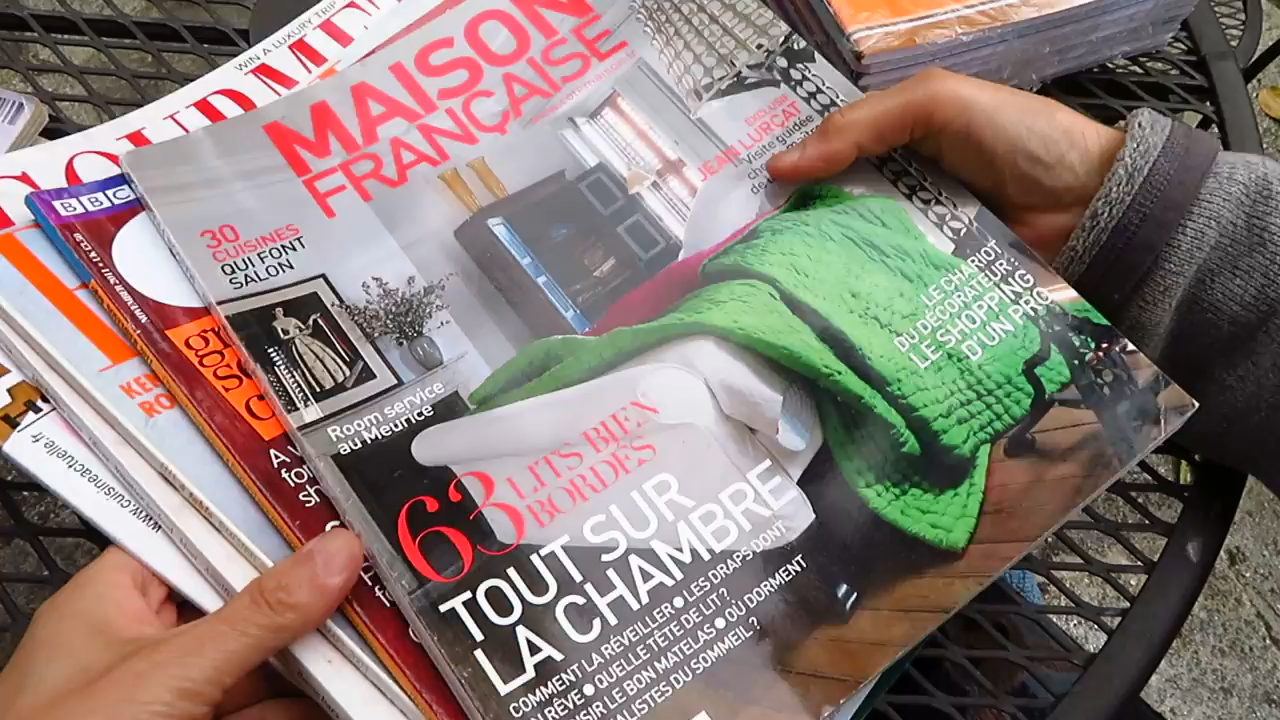 WIN A LUXURY TRIP
MAISON
FRANÇAISE
30
CUISINES
QUI FONT
SALON
EXCLUSIF
JEAN LURÇAT
Visite guidée
LE CHARIOT
DU DÉCORATEUR :
LE SHOPPING
D'UN PRO
Room service
au Meurice
63 LITS BIEN
BORDÉS
TOUT SUR
LA CHAMBRE
COMMENT LA RÉVEILLER • LES DRAPS DONT
RÊVE • QUELLE TÊTE DE LIT ?
LE BON MATELAS • OÙ DORMENT
DU SOMMEIL ?
BBC
NOVEMBER 2011
www.cuisineactuelle.fr